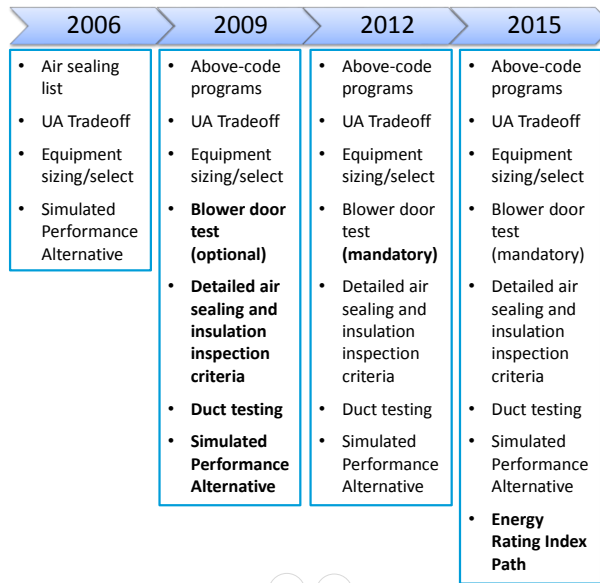 2006
2009
2012
2015
• Air sealing
list
• UA Tradeoff
• Equipment
sizing/select
• Simulated
Performance
Alternative
• Above-code
programs
• UA Tradeoff
• Equipment
sizing/select
• Blower door
test
(optional)
• Detailed air
sealing and
insulation
inspection
criteria
• Duct testing
• Simulated
Performance
Alternative
• Above-code
programs
• UA Tradeoff
• Equipment
sizing/select
• Blower door
test
(mandatory)
• Detailed air
sealing and
insulation
inspection
criteria
• Duct testing
• Simulated
Performance
Alternative
• Above-code
programs
• UA Tradeoff
• Equipment
sizing/select
• Blower door
test
(mandatory)
• Detailed air
sealing and
insulation
inspection
criteria
• Duct testing
• Simulated
Performance
Alternative
• Energy
Rating Index
Path